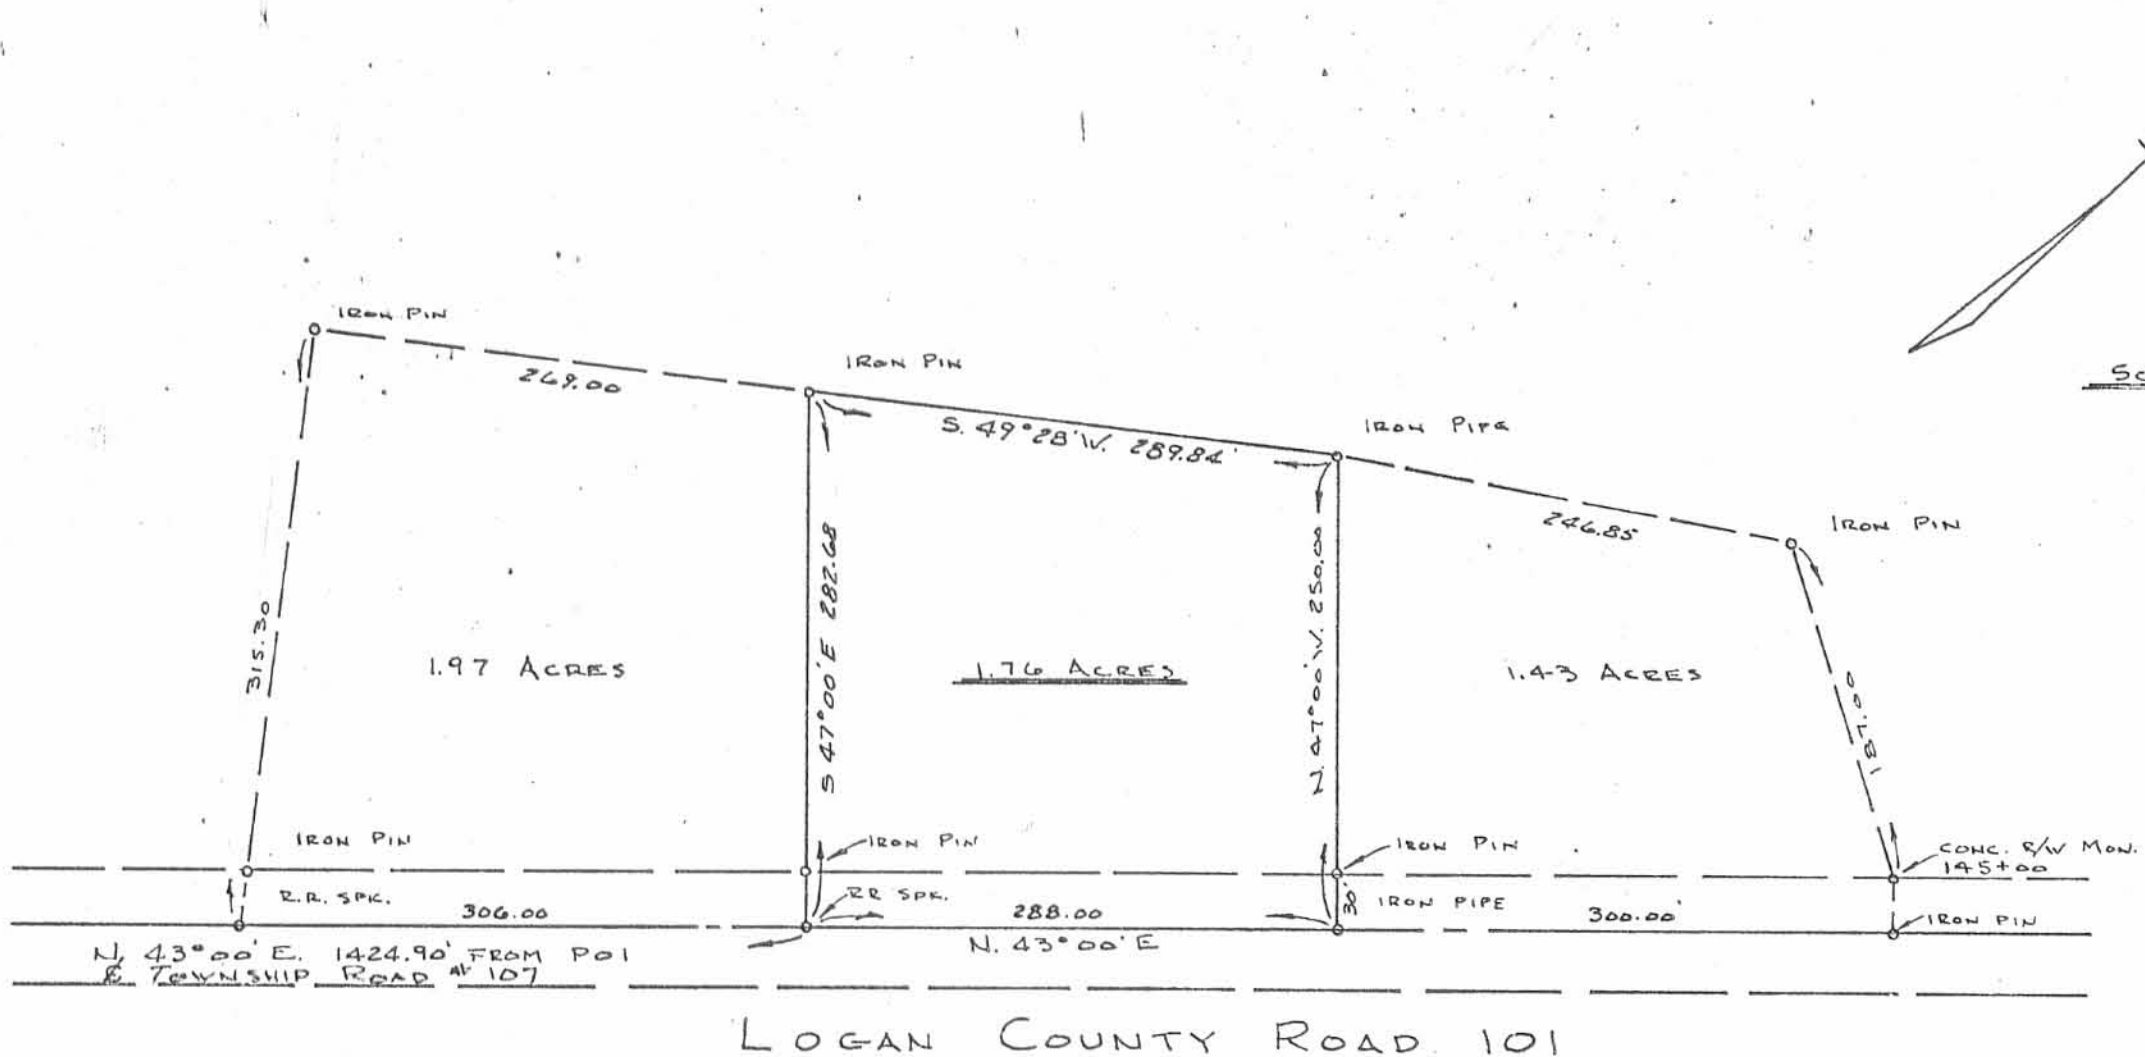 IRON PIN
269.00
IRON PIN
S. 49°28' W. 289.84'
IRON PIPE
246.85
IRON PIN
315.30
S 47°00' E 282.68
N. 47°00' W. 250.00
187.00
1.97 ACRES
1.76 ACRES
1.43 ACRES
IRON PIN
IRON PIN
IRON PIN
CONC. R/W MON.
145+00
R.R. SPK.
306.00
RR SPK.
288.00
30'
IRON PIPE
300.00'
IRON PIN
N. 43°00' E. 1424.90' FROM POI
N. 43°00' E
℄ TOWNSHIP ROAD 107
LOGAN COUNTY ROAD 101